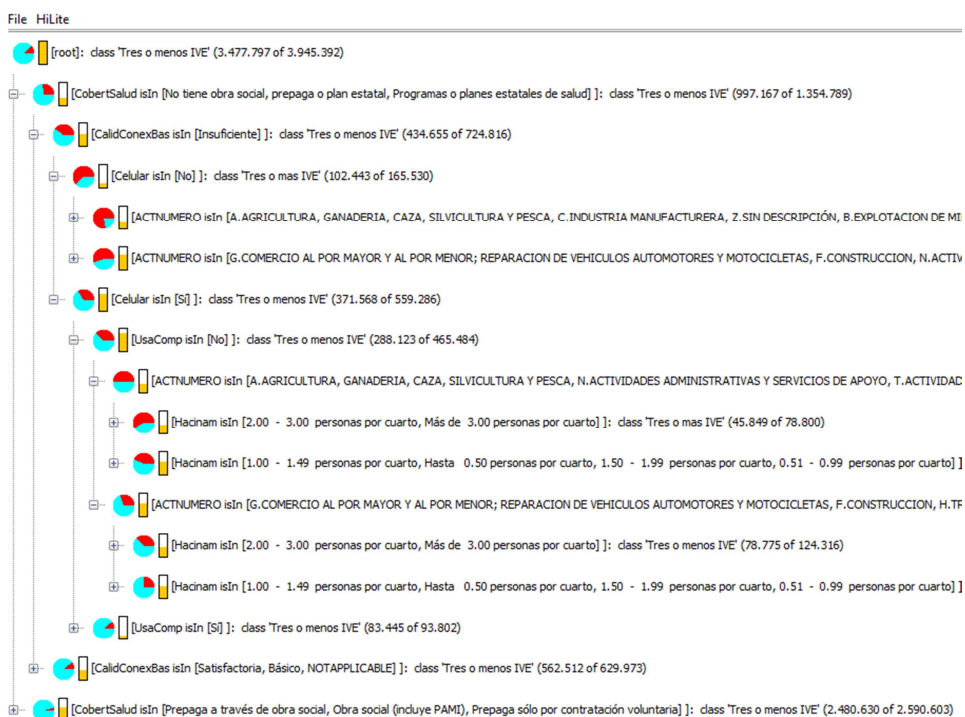 File HiLite
[root]: class 'Tres o menos IVE' (3.477.797 of 3.945.392)
[CobertSalud isIn [No tiene obra social, prepaga o plan estatal, Programas o planes estatales de salud] ]: class 'Tres o menos IVE' (997.167 of 1.354.789)
[CalidConexBas isIn [Insuficiente] ]: class 'Tres o menos IVE' (434.655 of 724.816)
[Celular isIn [No] ]: class 'Tres o mas IVE' (102.443 of 165.530)
[ACTNUMERO isIn [A.AGRICULTURA, GANADERIA, CAZA, SILVICULTURA Y PESCA, C.INDUSTRIA MANUFACTURERA, Z.SIN DESCRIPCIÓN, B.EXPLOTACION DE MI
[ACTNUMERO isIn [G.COMERCIO AL POR MAYOR Y AL POR MENOR; REPARACION DE VEHICULOS AUTOMOTORES Y MOTOCICLETAS, F.CONSTRUCCION, N.ACTIV
[Celular isIn [Sí] ]: class 'Tres o menos IVE' (371.568 of 559.286)
[UsaComp isIn [No] ]: class 'Tres o menos IVE' (288.123 of 465.484)
[ACTNUMERO isIn [A.AGRICULTURA, GANADERIA, CAZA, SILVICULTURA Y PESCA, N.ACTIVIDADES ADMINISTRATIVAS Y SERVICIOS DE APOYO, T.ACTIVIDAD
[Hacinam isIn [2.00 - 3.00 personas por cuarto, Más de 3.00 personas por cuarto] ]: class 'Tres o mas IVE' (45.849 of 78.800)
[Hacinam isIn [1.00 - 1.49 personas por cuarto, Hasta 0.50 personas por cuarto, 1.50 - 1.99 personas por cuarto, 0.51 - 0.99 personas por cuarto] ]
[ACTNUMERO isIn [G.COMERCIO AL POR MAYOR Y AL POR MENOR; REPARACION DE VEHICULOS AUTOMOTORES Y MOTOCICLETAS, F.CONSTRUCCION, H.TR
[Hacinam isIn [2.00 - 3.00 personas por cuarto, Más de 3.00 personas por cuarto] ]: class 'Tres o menos IVE' (78.775 of 124.316)
[Hacinam isIn [1.00 - 1.49 personas por cuarto, Hasta 0.50 personas por cuarto, 1.50 - 1.99 personas por cuarto, 0.51 - 0.99 personas por cuarto] ]
[UsaComp isIn [Sí] ]: class 'Tres o menos IVE' (83.445 of 93.802)
[CalidConexBas isIn [Satisfactoria, Básico, NOTAPPLICABLE] ]: class 'Tres o menos IVE' (562.512 of 629.973)
[CobertSalud isIn [Prepaga a través de obra social, Obra social (incluye PAMI), Prepaga sólo por contratación voluntaria] ]: class 'Tres o menos IVE' (2.480.630 of 2.590.603)